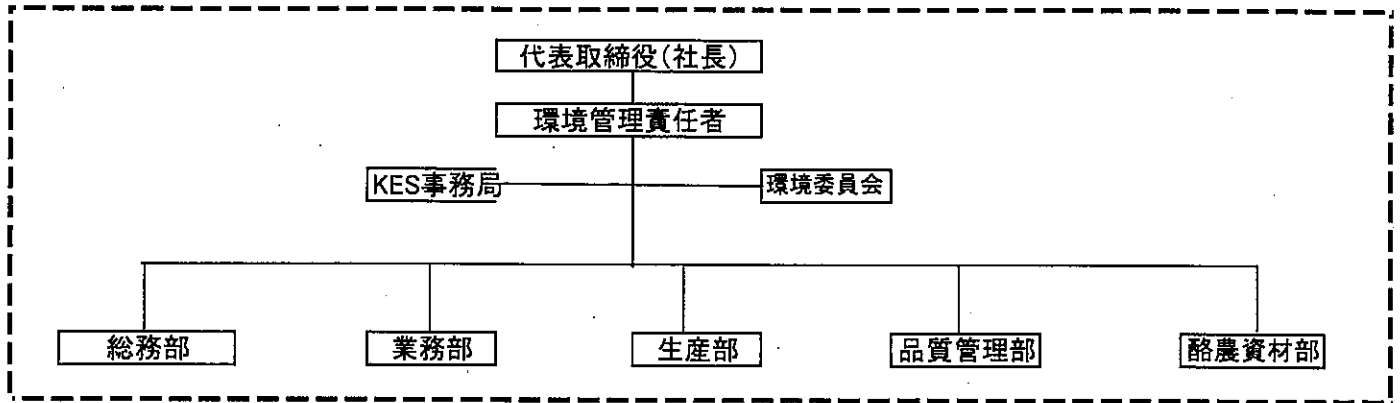 代表取締役(社長)
環境管理責任者
KES事務局
環境委員会
総務部
業務部
生産部
品質管理部
酪農資材部